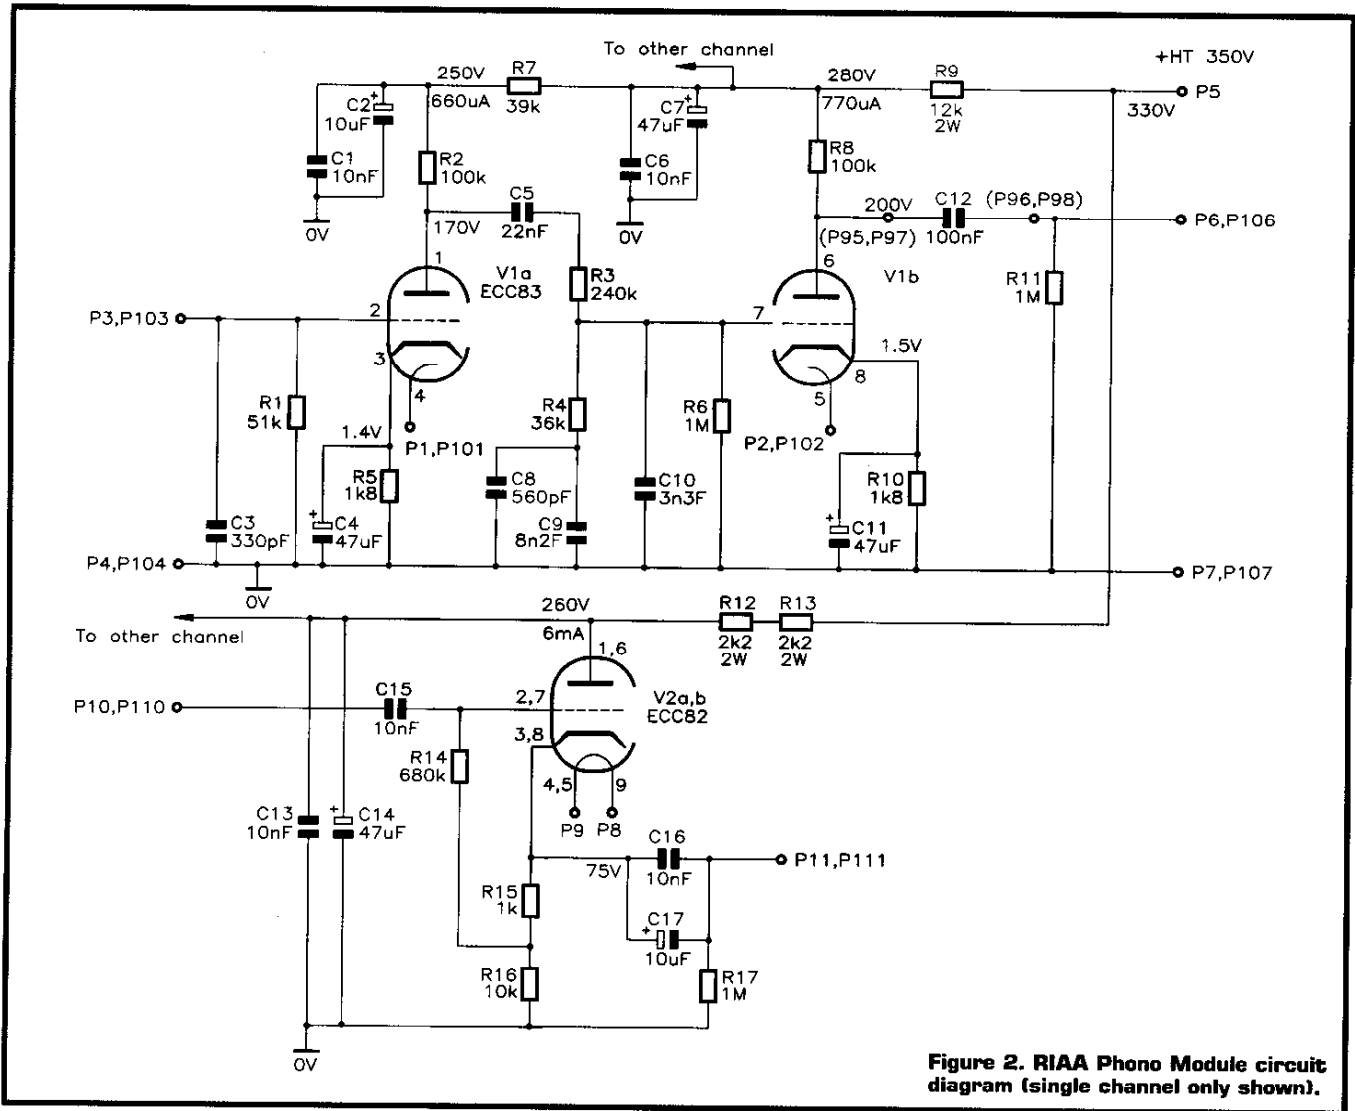 To other channel
+HT 350V
250V
R7
280V
R9
P5
660uA
39k
770uA
12k
2W
330V
C2
+
10uF
C7
+
47uF
C1
10nF
R2
100k
C6
10nF
R8
100k
0V
170V
C5
22nF
0V
200V
C12
(P96,P98)
(P95,P97)
100nF
P6,P106
1
V1a
ECC83
R3
240k
6
V1b
R11
1M
P3,P103
2
7
3
4
1.5V
8
5
R1
51k
1.4V
P1,P101
R4
36k
R6
1M
P2,P102
R5
1k8
C8
560pF
C10
3n3F
R10
1k8
C3
330pF
+
C4
47uF
C9
8n2F
+
C11
47uF
P4,P104
P7,P107
0V
To other channel
260V
6mA
R12
2k2
2W
R13
2k2
2W
1,6
P10,P110
C15
10nF
2,7
V2a,b
ECC82
3,8
R14
680k
4,5
9
P9
P8
C13
10nF
+
C14
47uF
75V
C16
10nF
P11,P111
R15
1k
+
C17
10uF
R16
10k
R17
1M
0V
Figure 2. RIAA Phono Module circuit
diagram (single channel only shown).